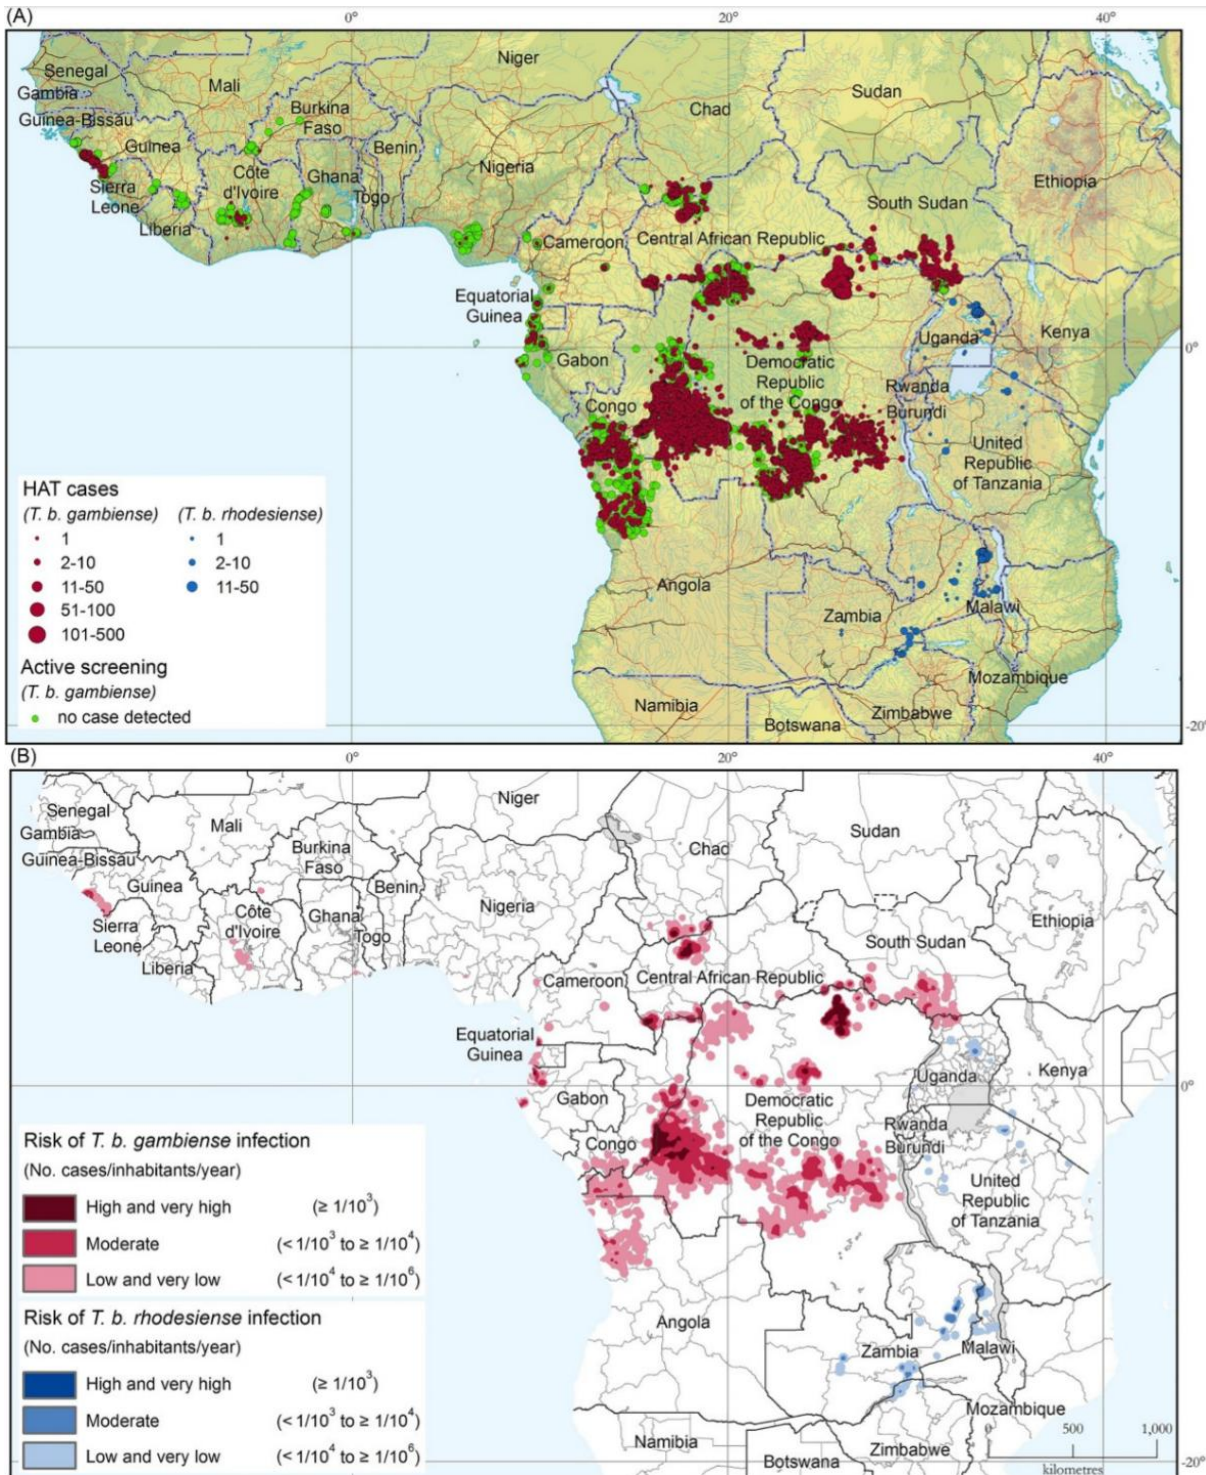 (A)
0°
20°
40°
Niger
Senegal
Mali
Sudan
Gambia
Chad
Burkina
Faso
Guinea-Bissau
Guinea
Benin
Nigeria
Côte
d'Ivoire
Ghana
Togo
Ethiopia
Sierra
Leone
South Sudan
Liberia
Cameroon
Central African Republic
Equatorial
Guinea
Uganda
Kenya
0°
Gabon
Democratic
Republic
of the Congo
Rwanda
Congo
Burundi
United
Republic
of Tanzania
HAT cases
(T. b. gambiense)
(T. b. rhodesiense)
1
1
2-10
2-10
11-50
11-50
51-100
101-500
Angola
Zambia
Malawi
Active screening
(T. b. gambiense)
no case detected
Mozambique
Namibia
Zimbabwe
Botswana
-20°
(B)
0°
20°
40°
Niger
Senegal
Mali
Sudan
Gambia
Chad
Burkina
Faso
Guinea-Bissau
Guinea
Benin
Nigeria
Côte
d'Ivoire
Ghana
Togo
Ethiopia
Sierra
Leone
South Sudan
Liberia
Cameroon
Central African Republic
Equatorial
Guinea
Uganda
Kenya
0°
Gabon
Democratic
Republic
of the Congo
Rwanda
Congo
Burundi
United
Republic
of Tanzania
Risk of T. b. gambiense infection
(No. cases/inhabitants/year)
High and very high (≥ 1/10³)
Moderate (< 1/10³ to ≥ 1/10⁴)
Low and very low (< 1/10⁴ to ≥ 1/10⁶)
Risk of T. b. rhodesiense infection
(No. cases/inhabitants/year)
High and very high (≥ 1/10³)
Moderate (< 1/10³ to ≥ 1/10⁴)
Low and very low (< 1/10⁴ to ≥ 1/10⁶)
Angola
Zambia
Malawi
Mozambique
Namibia
Botswana
Zimbabwe
0 500 1,000
kilometres
-20°